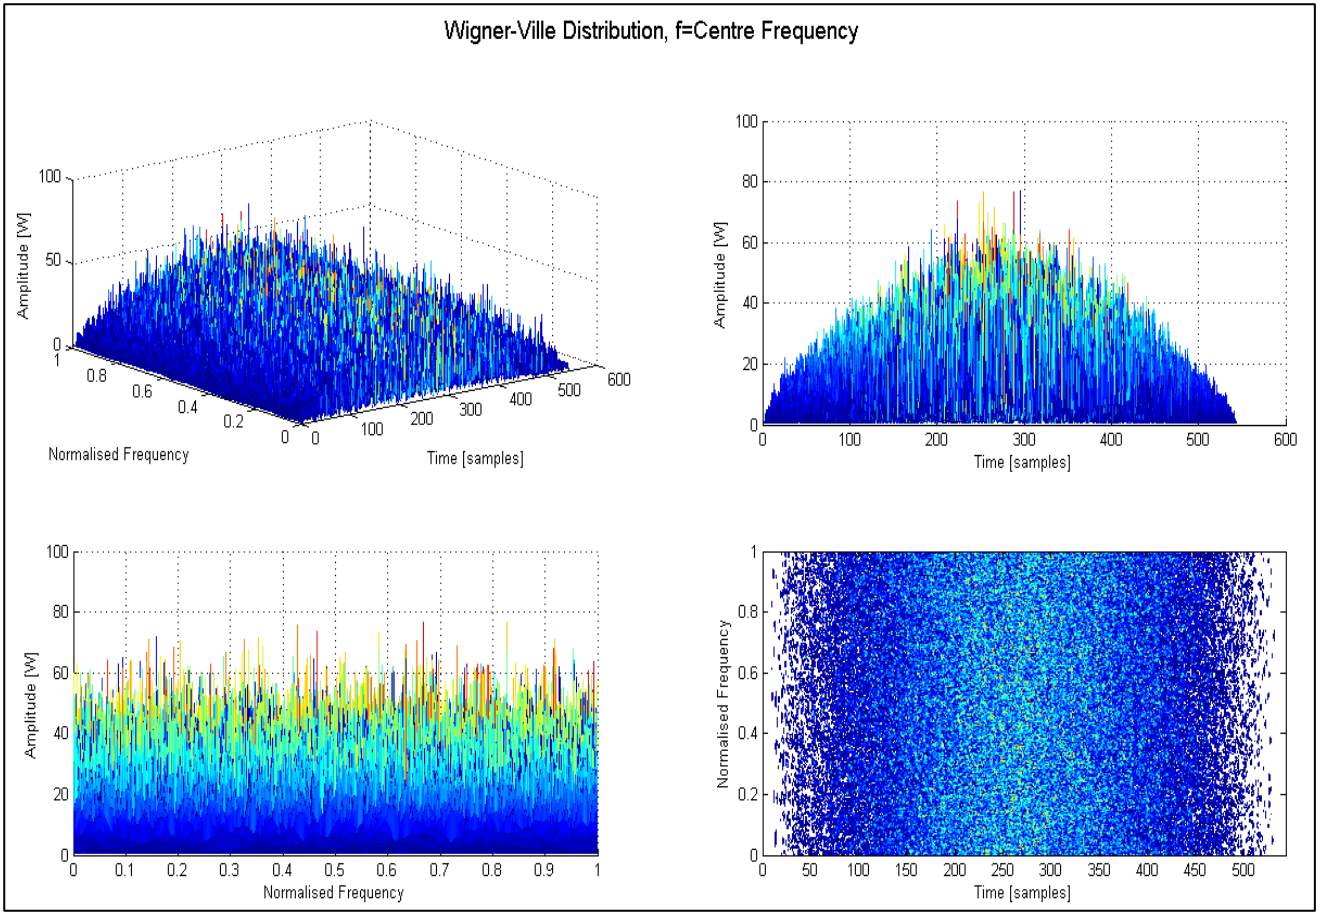 Wigner-Ville Distribution, f=Centre Frequency
100
50
0
Amplitude [W]
1
0.8
0.6
0.4
0.2
0
Normalised Frequency
0
100
200
300
400
500
600
Time [samples]
100
80
60
40
20
0
Amplitude [W]
0 100 200 300 400 500 600
Time [samples]
100
80
60
40
20
0
Amplitude [W]
0 0.1 0.2 0.3 0.4 0.5 0.6 0.7 0.8 0.9 1
Normalised Frequency
1
0.8
0.6
0.4
0.2
0
Normalised Frequency
0 50 100 150 200 250 300 350 400 450 500
Time [samples]